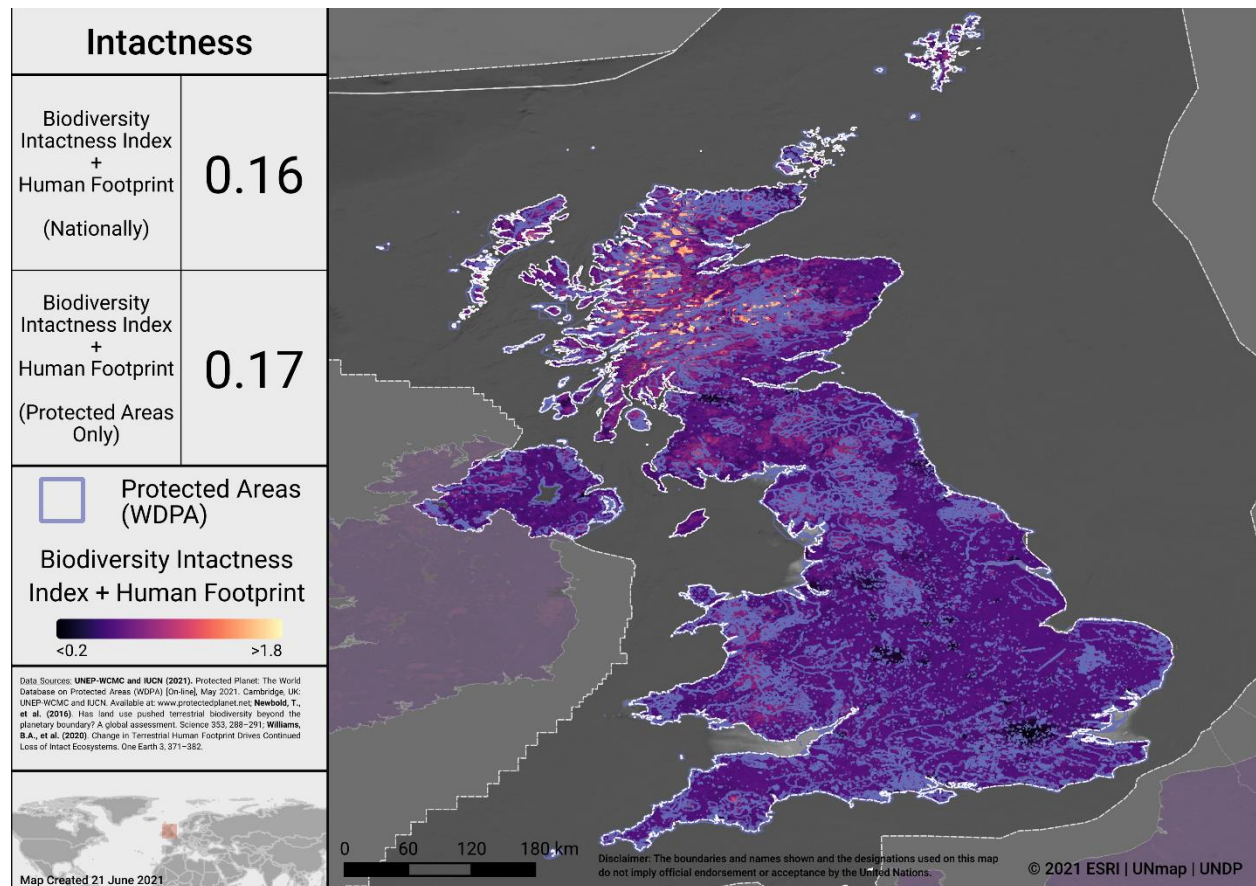 Intactness
Biodiversity
Intactness Index
+
Human Footprint
(Nationally)
0.16
Biodiversity
Intactness Index
+
Human Footprint
(Protected Areas
Only)
0.17
Protected Areas
(WDPA)
Biodiversity Intactness
Index + Human Footprint
<0.2 >1.8
Data Sources: UNEP-WCMC and IUCN (2021). Protected Planet: The World
Database on Protected Areas (WDPA) [On-line], May 2021. Cambridge, UK:
UNEP-WCMC and IUCN. Available at: www.protectedplanet.net; Newbold, T.,
et al. (2016). Has land use pushed terrestrial biodiversity beyond the
planetary boundary? A global assessment. Science 353, 288–291; Williams,
B.A., et al. (2020). Change in Terrestrial Human Footprint Drives Continued
Loss of Intact Ecosystems. One Earth 3, 371–382.
Map Created 21 June 2021
0 60 120 180 km
Disclaimer: The boundaries and names shown and the designations used on this map
do not imply official endorsement or acceptance by the United Nations.
© 2021 ESRI | UNmap | UNDP